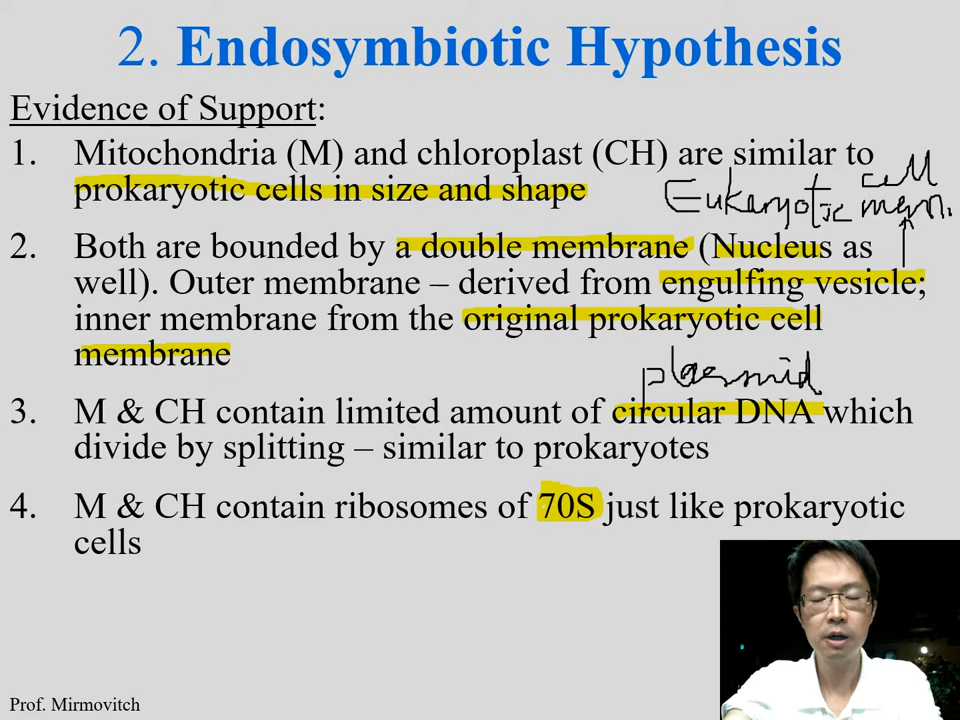 2. Endosymbiotic Hypothesis
Evidence of Support:
1. Mitochondria (M) and chloroplast (CH) are similar to
prokaryotic cells in size and shape
cell
Eukaryotic mem.
2. Both are bounded by a double membrane (Nucleus as
well). Outer membrane – derived from engulfing vesicle;
inner membrane from the original prokaryotic cell
membrane
plasmid
3. M & CH contain limited amount of circular DNA which
divide by splitting – similar to prokaryotes
4. M & CH contain ribosomes of 70S just like prokaryotic
cells
Prof. Mirmovitch